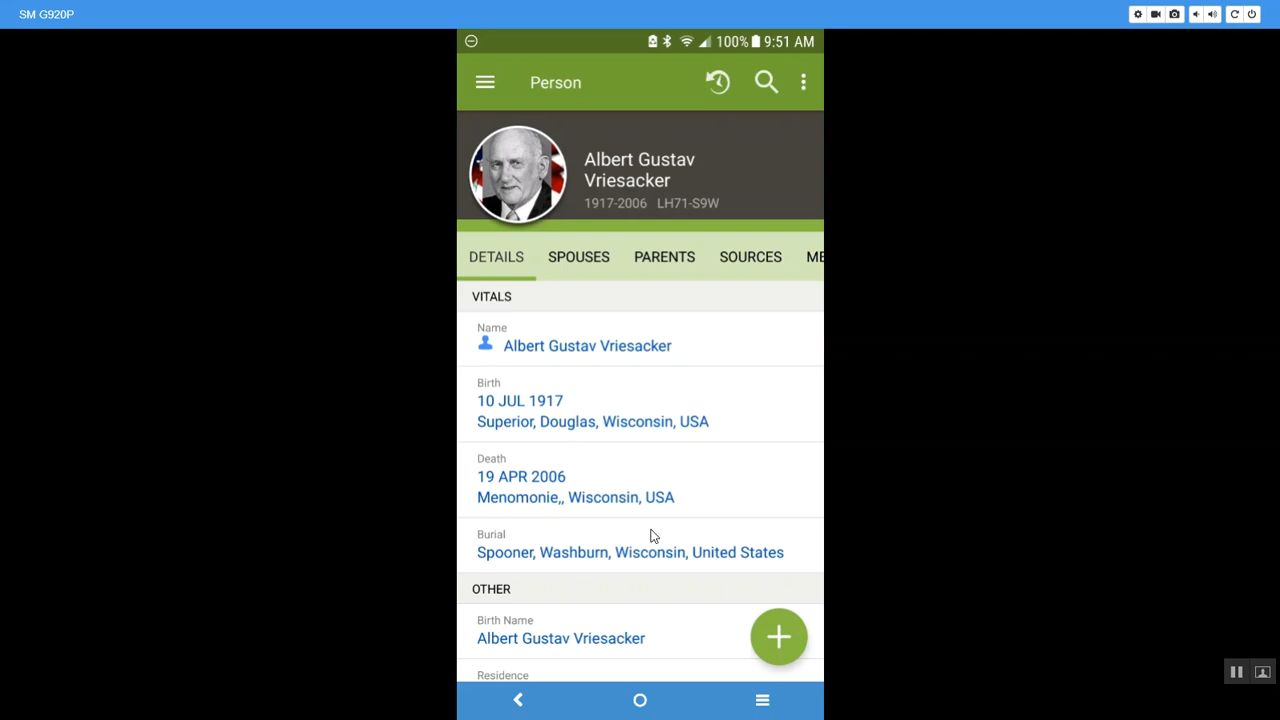 SM G920P
100% 9:51 AM
Person
Albert Gustav
Vriesacker
1917-2006 LH71-S9W
DETAILS SPOUSES PARENTS SOURCES ME
VITALS
Name
Albert Gustav Vriesacker
Birth
10 JUL 1917
Superior, Douglas, Wisconsin, USA
Death
19 APR 2006
Menomonie,, Wisconsin, USA
Burial
Spooner, Washburn, Wisconsin, United States
OTHER
Birth Name
Albert Gustav Vriesacker
Residence